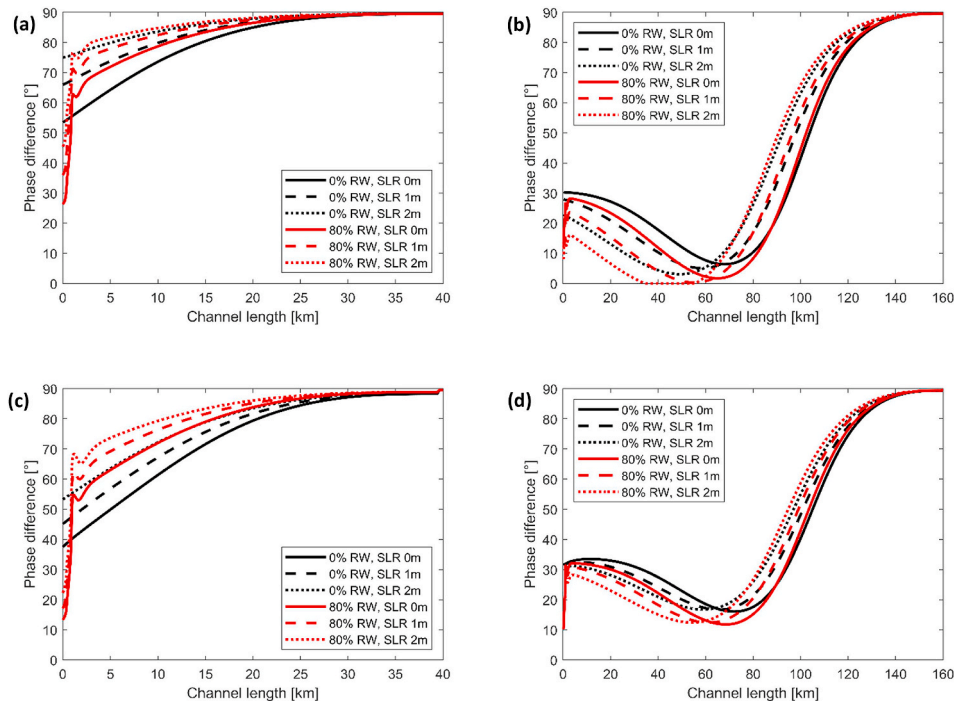 (a)
90
80
70
60
50
40
30
20
10
0
Phase difference [°]
0% RW, SLR 0m
0% RW, SLR 1m
0% RW, SLR 2m
80% RW, SLR 0m
80% RW, SLR 1m
80% RW, SLR 2m
0 5 10 15 20 25 30 35 40
Channel length [km]
(b)
90
80
70
60
50
40
30
20
10
0
Phase difference [°]
0% RW, SLR 0m
0% RW, SLR 1m
0% RW, SLR 2m
80% RW, SLR 0m
80% RW, SLR 1m
80% RW, SLR 2m
0 20 40 60 80 100 120 140 160
Channel length [km]
(c)
90
80
70
60
50
40
30
20
10
0
Phase difference [°]
0% RW, SLR 0m
0% RW, SLR 1m
0% RW, SLR 2m
80% RW, SLR 0m
80% RW, SLR 1m
80% RW, SLR 2m
0 5 10 15 20 25 30 35 40
Channel length [km]
(d)
90
80
70
60
50
40
30
20
10
0
Phase difference [°]
0% RW, SLR 0m
0% RW, SLR 1m
0% RW, SLR 2m
80% RW, SLR 0m
80% RW, SLR 1m
80% RW, SLR 2m
0 20 40 60 80 100 120 140 160
Channel length [km]